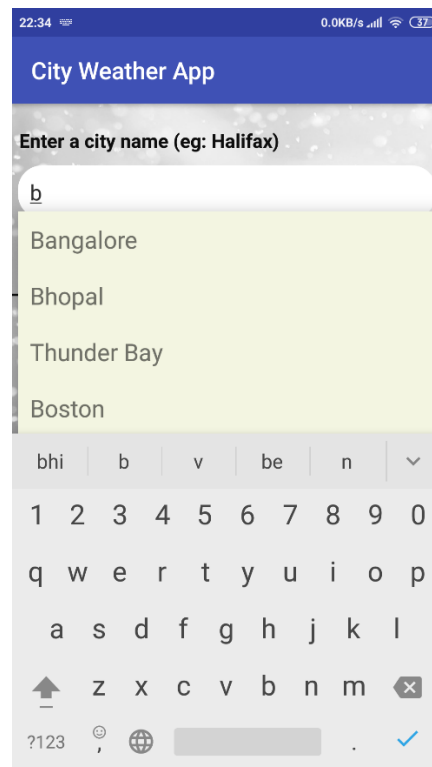 22:34 0.0KB/s 37
City Weather App
Enter a city name (eg: Halifax)
b
Bangalore
Bhopal
Thunder Bay
Boston
bhi b v be n
1 2 3 4 5 6 7 8 9 0
q w e r t y u i o p
a s d f g h j k l
z x c v b n m
?123 , .